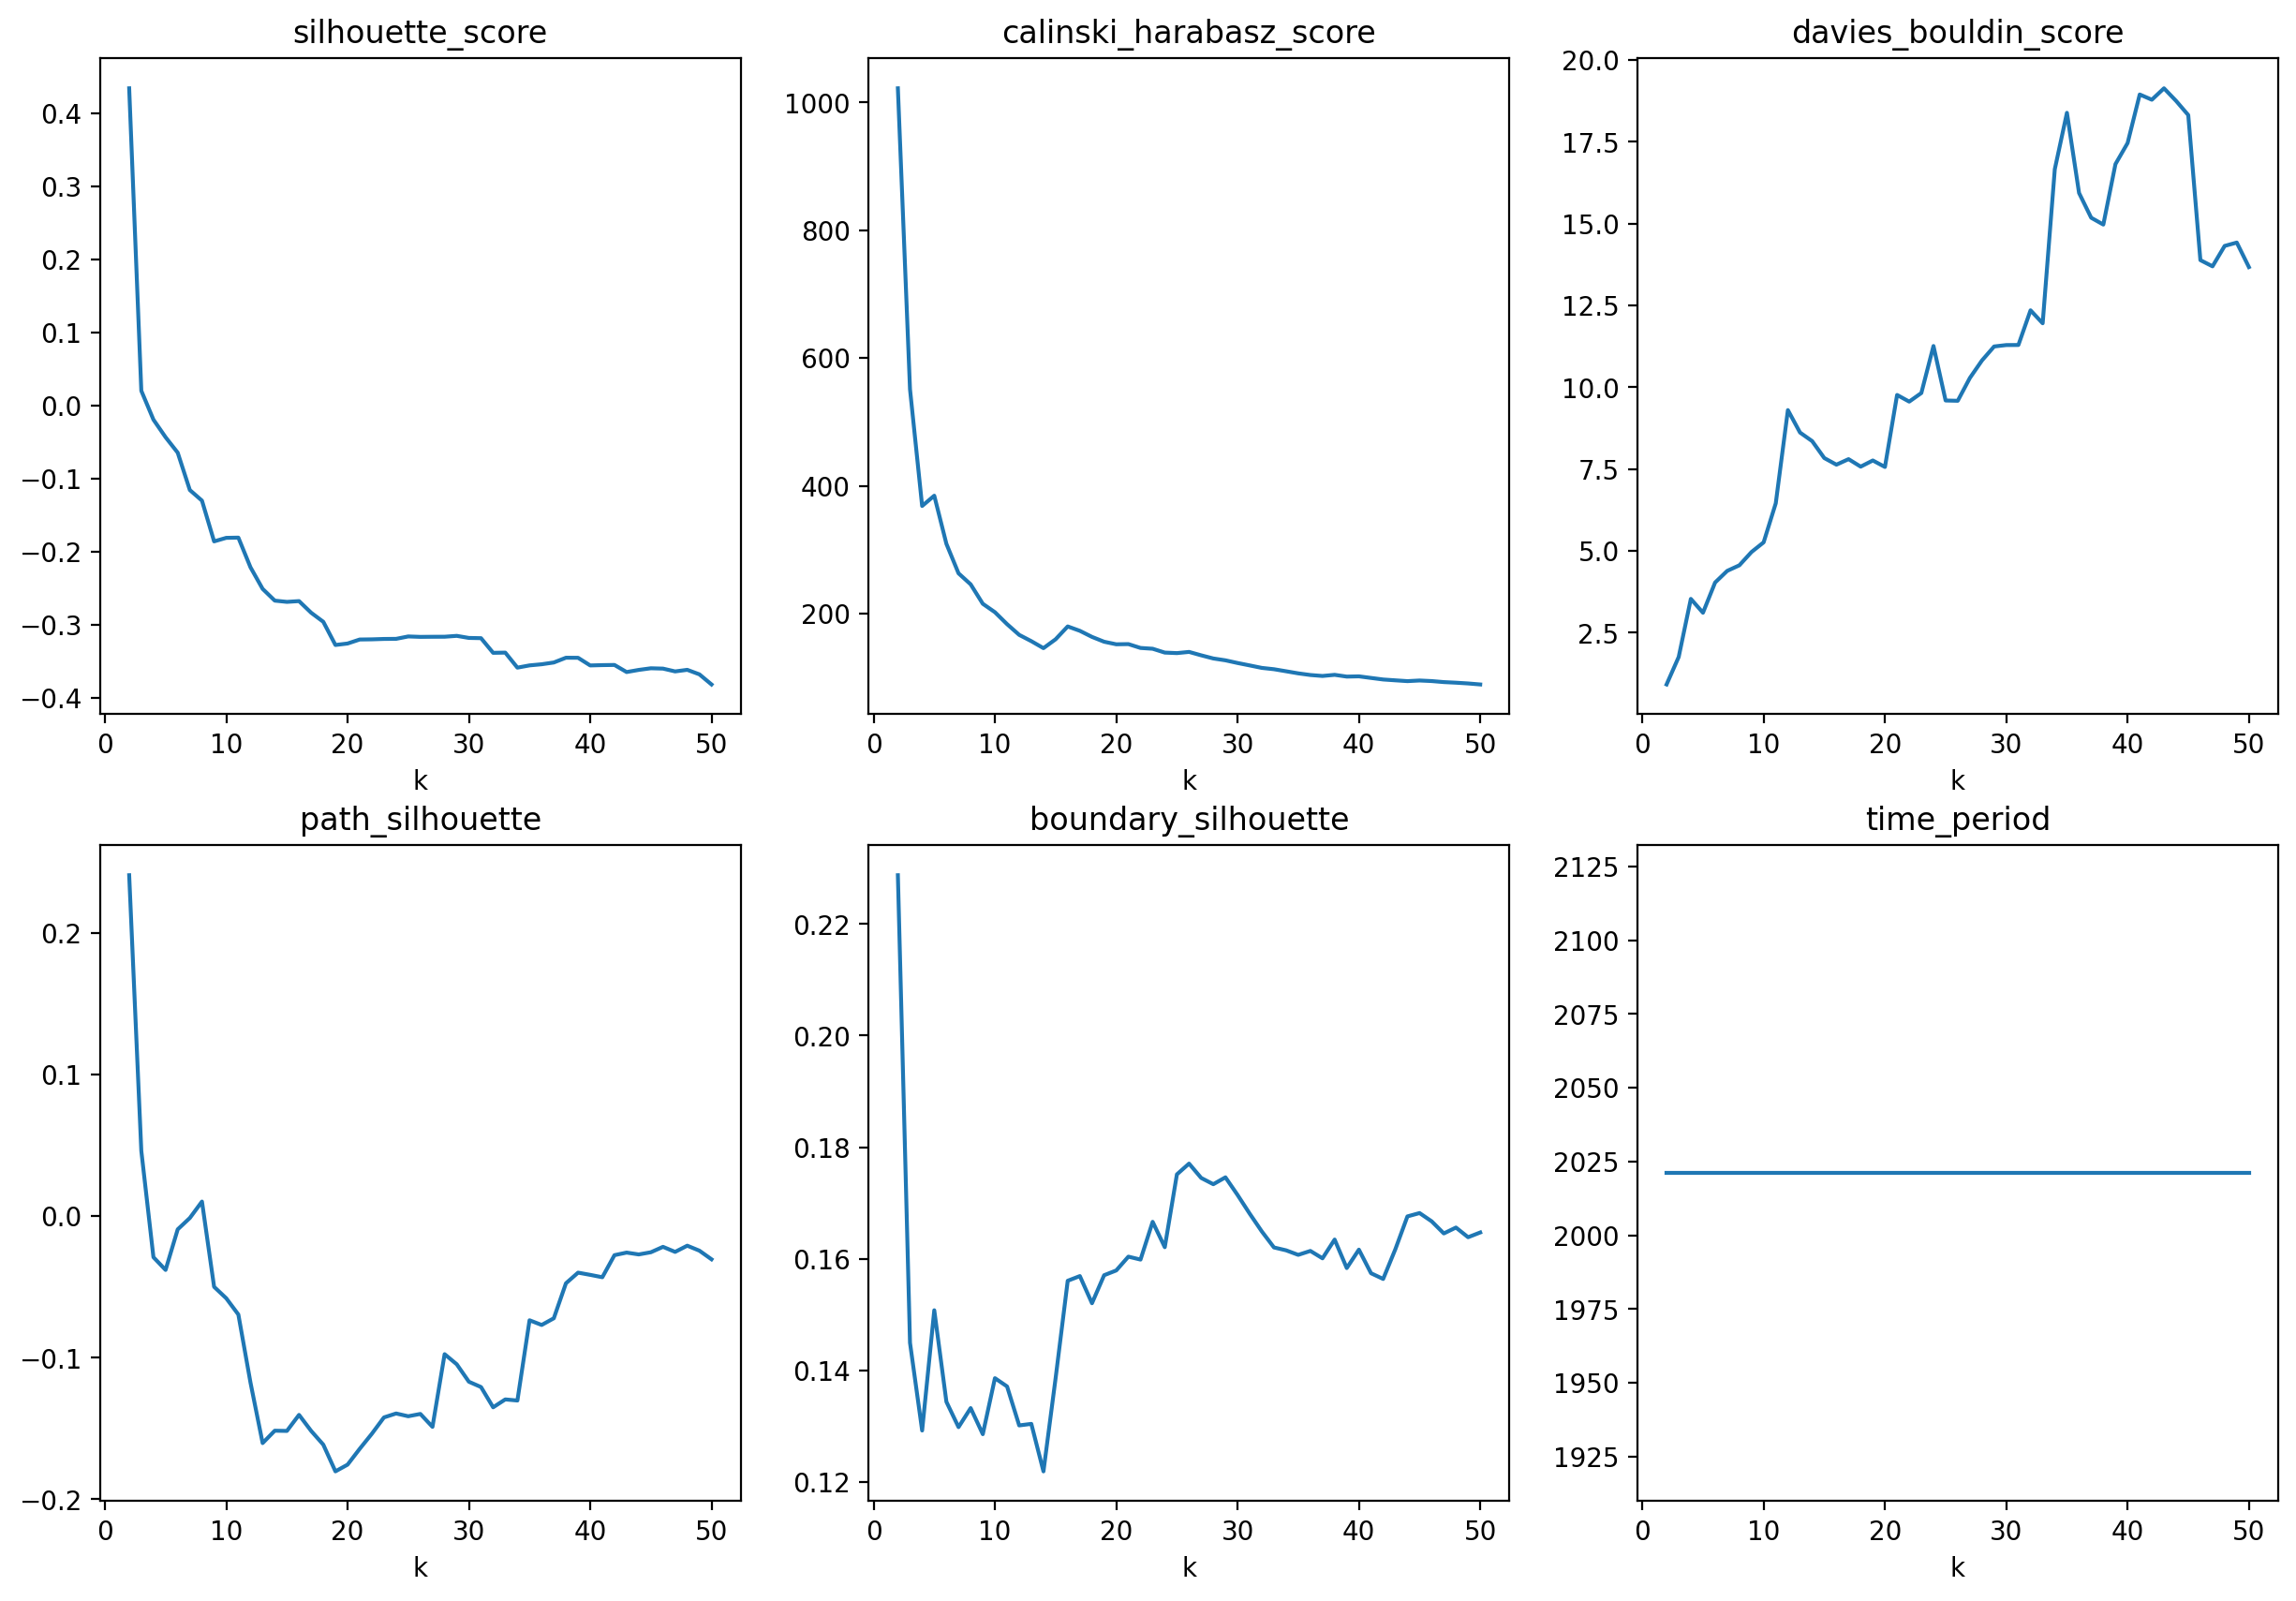 silhouette_score
calinski_harabasz_score
davies_bouldin_score
0.4
0.3
0.2
0.1
0.0
−0.1
−0.2
−0.3
−0.4
0 10 20 30 40 50
k
1000
800
600
400
200
0 10 20 30 40 50
k
20.0
17.5
15.0
12.5
10.0
7.5
5.0
2.5
0 10 20 30 40 50
k
path_silhouette
boundary_silhouette
time_period
0.2
0.1
0.0
−0.1
−0.2
0 10 20 30 40 50
k
0.22
0.20
0.18
0.16
0.14
0.12
0 10 20 30 40 50
k
2125
2100
2075
2050
2025
2000
1975
1950
1925
0 10 20 30 40 50
k